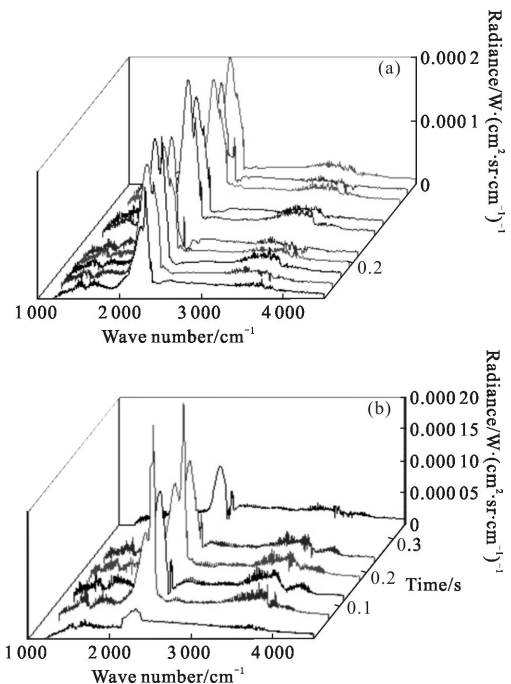 (a)
0.000 2
0.000 1
0
Radiance/W·(cm²·sr·cm⁻¹)⁻¹
0.2
1 000 2 000 3 000 4 000
Wave number/cm⁻¹
(b)
0.000 20
0.000 15
0.000 10
0.000 05
0
Radiance/W·(cm²·sr·cm⁻¹)⁻¹
0.3
0.2
0.1
Time/s
1 000 2 000 3 000 4 000
Wave number/cm⁻¹